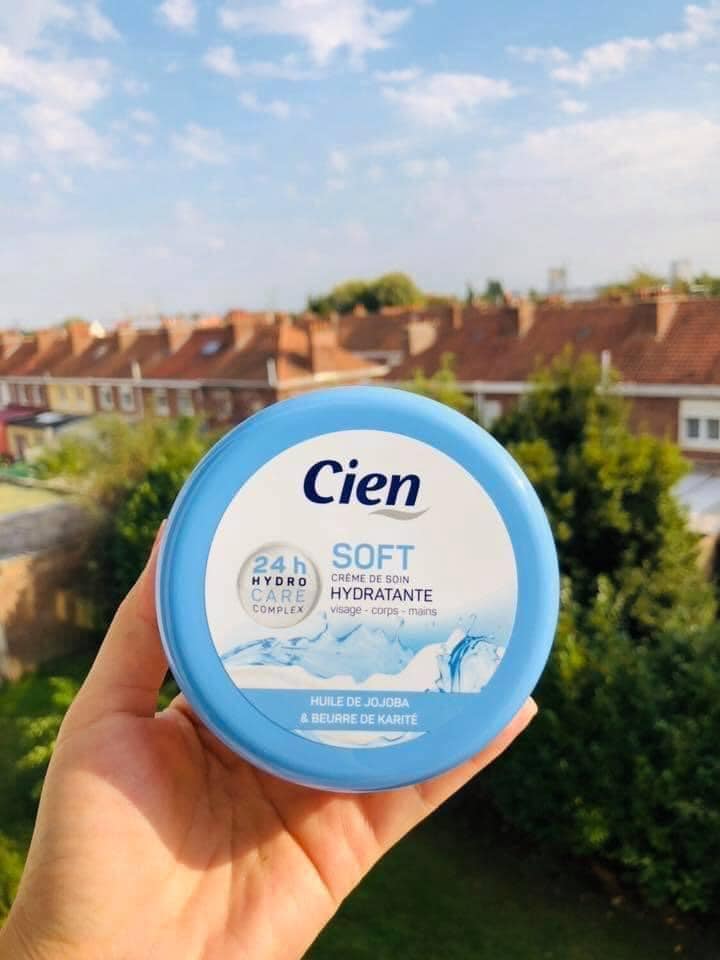 Cien
24 h
HYDRO
CARE
COMPLEX
SOFT
CRÈME DE SOIN
HYDRATANTE
visage - corps - mains
HUILE DE JOJOBA
& BEURRE DE KARITÉ